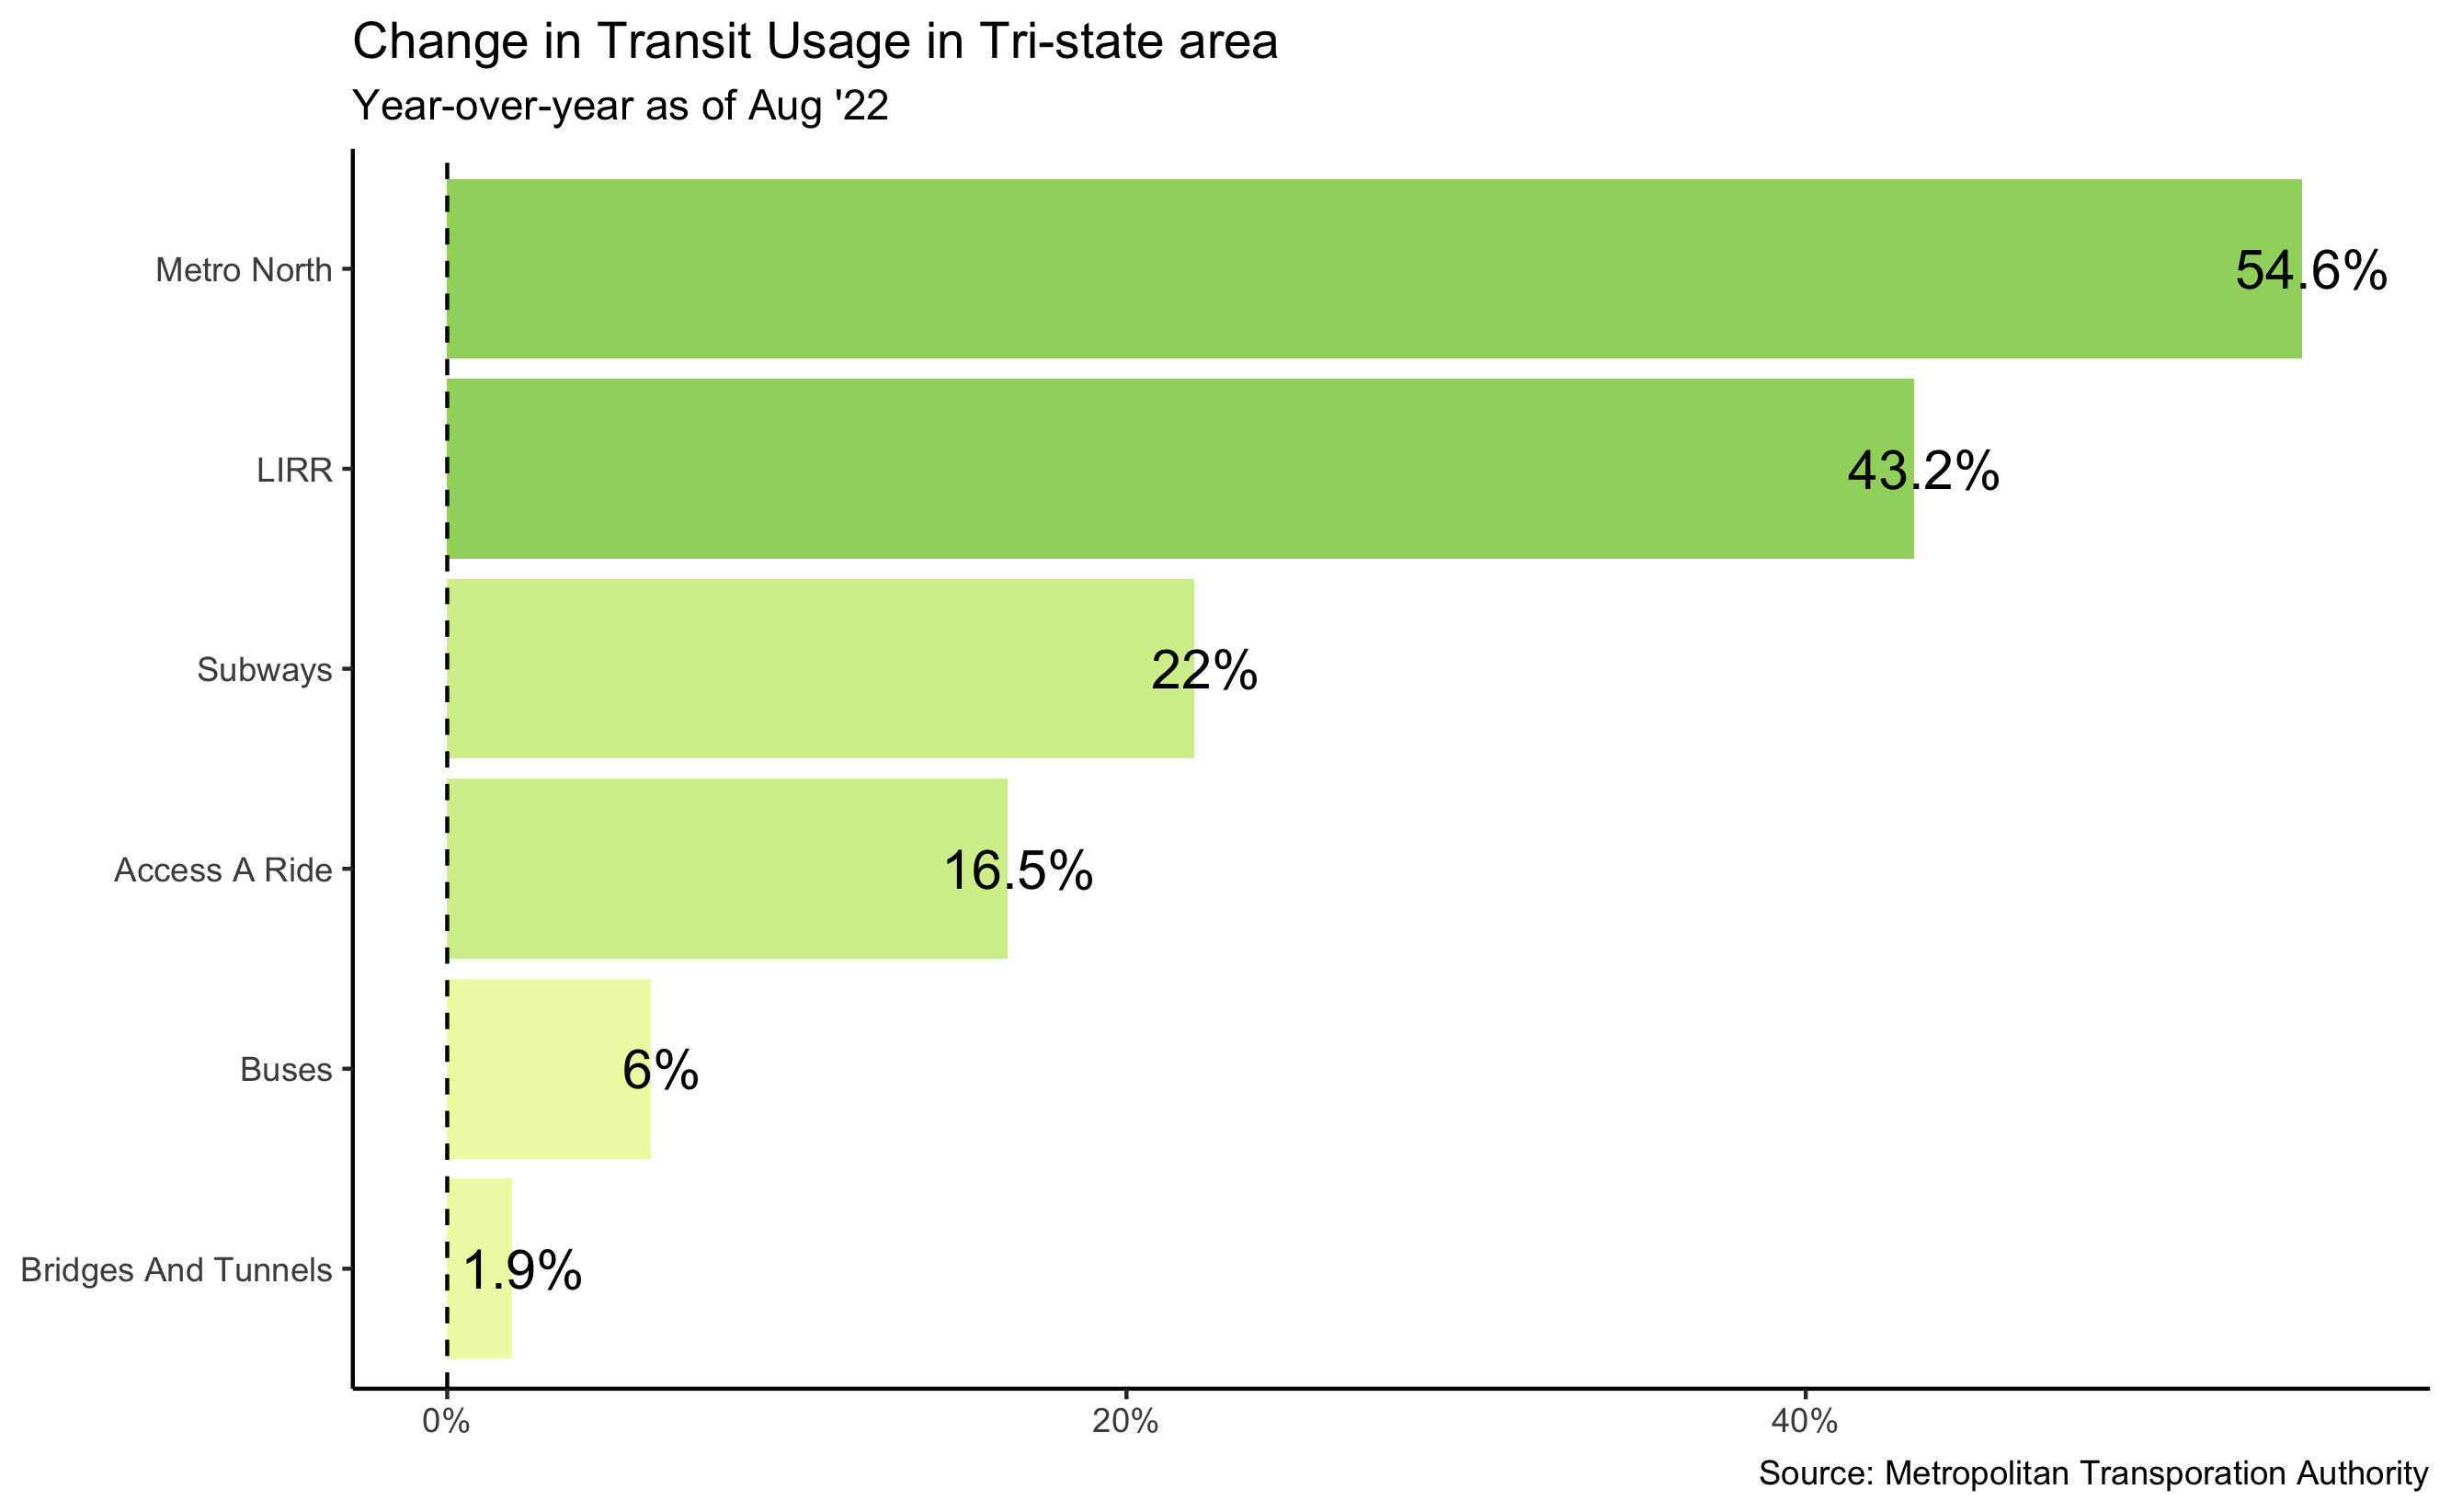 Change in Transit Usage in Tri-state area
Year-over-year as of Aug '22
Metro North
54.6%
LIRR
43.2%
Subways
22%
Access A Ride
16.5%
Buses
6%
Bridges And Tunnels
1.9%
0%
20%
40%
Source: Metropolitan Transporation Authority